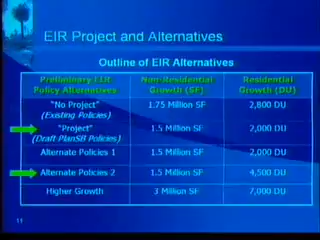 EIR Project and Alternatives
Outline of EIR Alternatives
Preliminary EIR Policy Alternatives
Non-Residential Growth (SF)
Residential Growth (DU)
"No Project" (Existing Policies)
1.75 Million SF
2,800 DU
"Project" (Draft PlanSB Policies)
1.5 Million SF
2,000 DU
Alternate Policies 1
1.5 Million SF
2,000 DU
Alternate Policies 2
1.5 Million SF
4,500 DU
Higher Growth
3 Million SF
7,000 DU
11